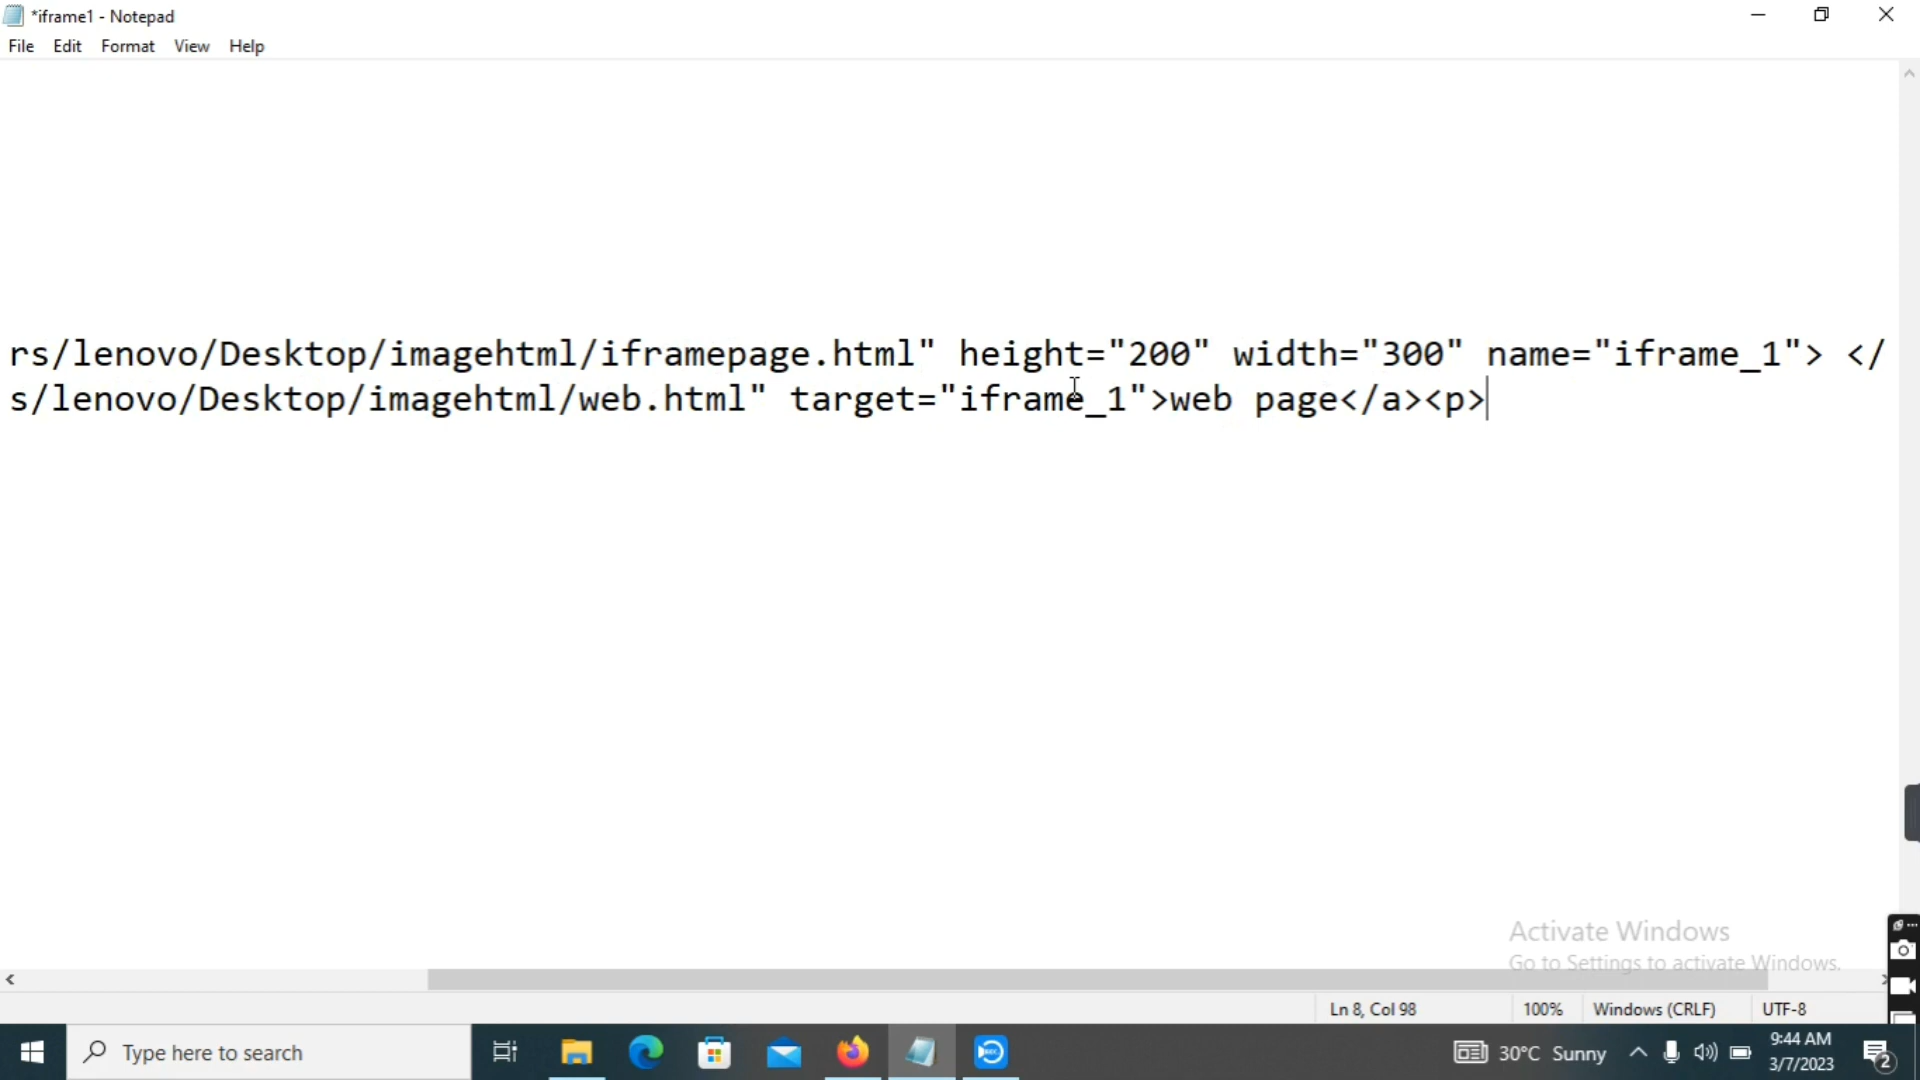 *iframe1 - Notepad
File Edit Format View Help
rs/lenovo/Desktop/imagehtml/iframepage.html" height="200" width="300" name="iframe_1"> </
s/lenovo/Desktop/imagehtml/web.html" target="iframe_1">web page</a><p>
Activate Windows
Go to Settings to activate Windows.
Ln 8, Col 98 100% Windows (CRLF) UTF-8
Type here to search
REC
30°C Sunny
9:44 AM
3/7/2023
2